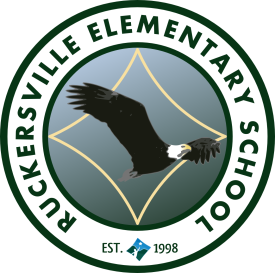 RUCKERSVILLE ELEMENTARY SCHOOL
EST. 1998